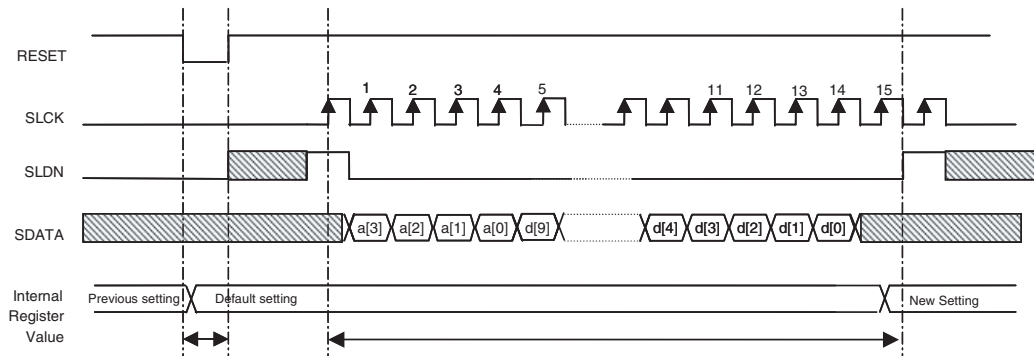 RESET
1 2 3 4 5 11 12 13 14 15
SLCK
SLDN
SDATA a[3] a[2] a[1] a[0] d[9] d[4] d[3] d[2] d[1] d[0]
Internal
Register
Value
Previous setting Default setting New Setting